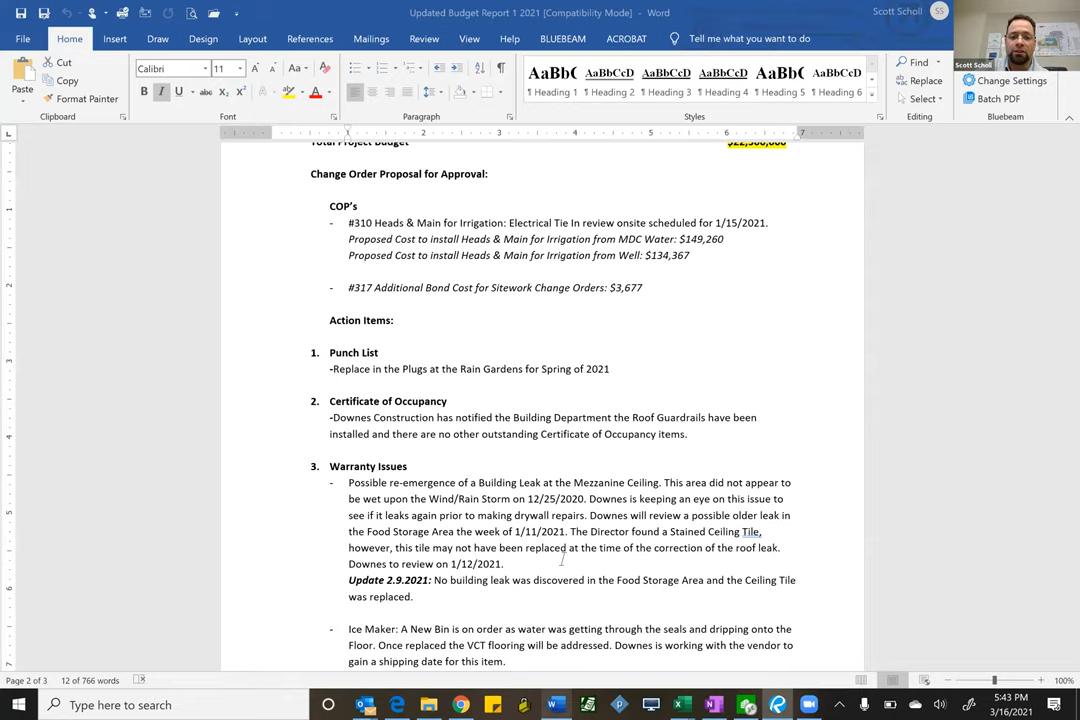 Updated Budget Report 1 2021 [Compatibility Mode] - Word
Scott Scholl
SS
Scott Scholl
File Home Insert Draw Design Layout References Mailings Review View Help BLUEBEAM ACROBAT Tell me what you want to do
Paste
Cut
Copy
Format Painter
Clipboard
Calibri 11
Font
Paragraph
AaBb( AaBbCcD AaBbCcD AaBbCcD AaBbC AaBbCcD
¶ Heading 1 ¶ Heading 2 ¶ Heading 3 ¶ Heading 4 ¶ Heading 5 ¶ Heading 6
Styles
Find
Replace
Select
Editing
Change Settings
Batch PDF
Bluebeam
Total Project Budget
Change Order Proposal for Approval:
COP's
- #310 Heads & Main for Irrigation: Electrical Tie In review onsite scheduled for 1/15/2021.
Proposed Cost to install Heads & Main for Irrigation from MDC Water: $149,260
Proposed Cost to install Heads & Main for Irrigation from Well: $134,367
- #317 Additional Bond Cost for Sitework Change Orders: $3,677
Action Items:
1. Punch List
-Replace in the Plugs at the Rain Gardens for Spring of 2021
2. Certificate of Occupancy
-Downes Construction has notified the Building Department the Roof Guardrails have been
installed and there are no other outstanding Certificate of Occupancy items.
3. Warranty Issues
- Possible re-emergence of a Building Leak at the Mezzanine Ceiling. This area did not appear to
be wet upon the Wind/Rain Storm on 12/25/2020. Downes is keeping an eye on this issue to
see if it leaks again prior to making drywall repairs. Downes will review a possible older leak in
the Food Storage Area the week of 1/11/2021. The Director found a Stained Ceiling Tile,
however, this tile may not have been replaced at the time of the correction of the roof leak.
Downes to review on 1/12/2021.
Update 2.9.2021: No building leak was discovered in the Food Storage Area and the Ceiling Tile
was replaced.
- Ice Maker: A New Bin is on order as water was getting through the seals and dripping onto the
Floor. Once replaced the VCT flooring will be addressed. Downes is working with the vendor to
gain a shipping date for this item.
Page 2 of 3 12 of 766 words
100%
Type here to search
5:43 PM
3/16/2021